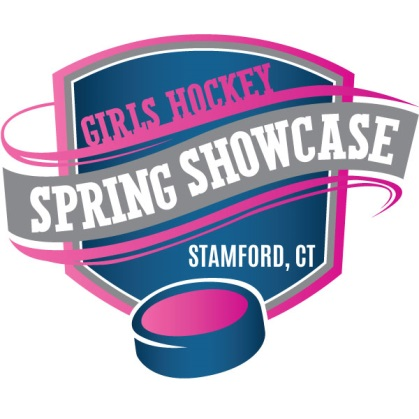 GIRLS HOCKEY
SPRING SHOWCASE
STAMFORD, CT